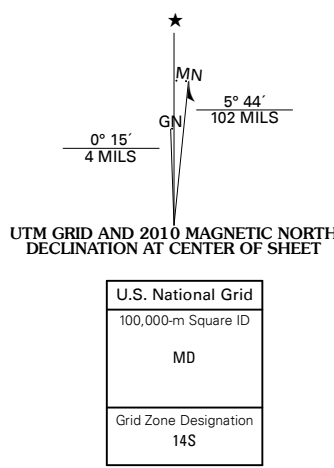 ★
MN
5° 44´
102 MILS
GN
0° 15´
4 MILS
UTM GRID AND 2010 MAGNETIC NORTH
DECLINATION AT CENTER OF SHEET
U.S. National Grid
100,000-m Square ID
MD
Grid Zone Designation
14S